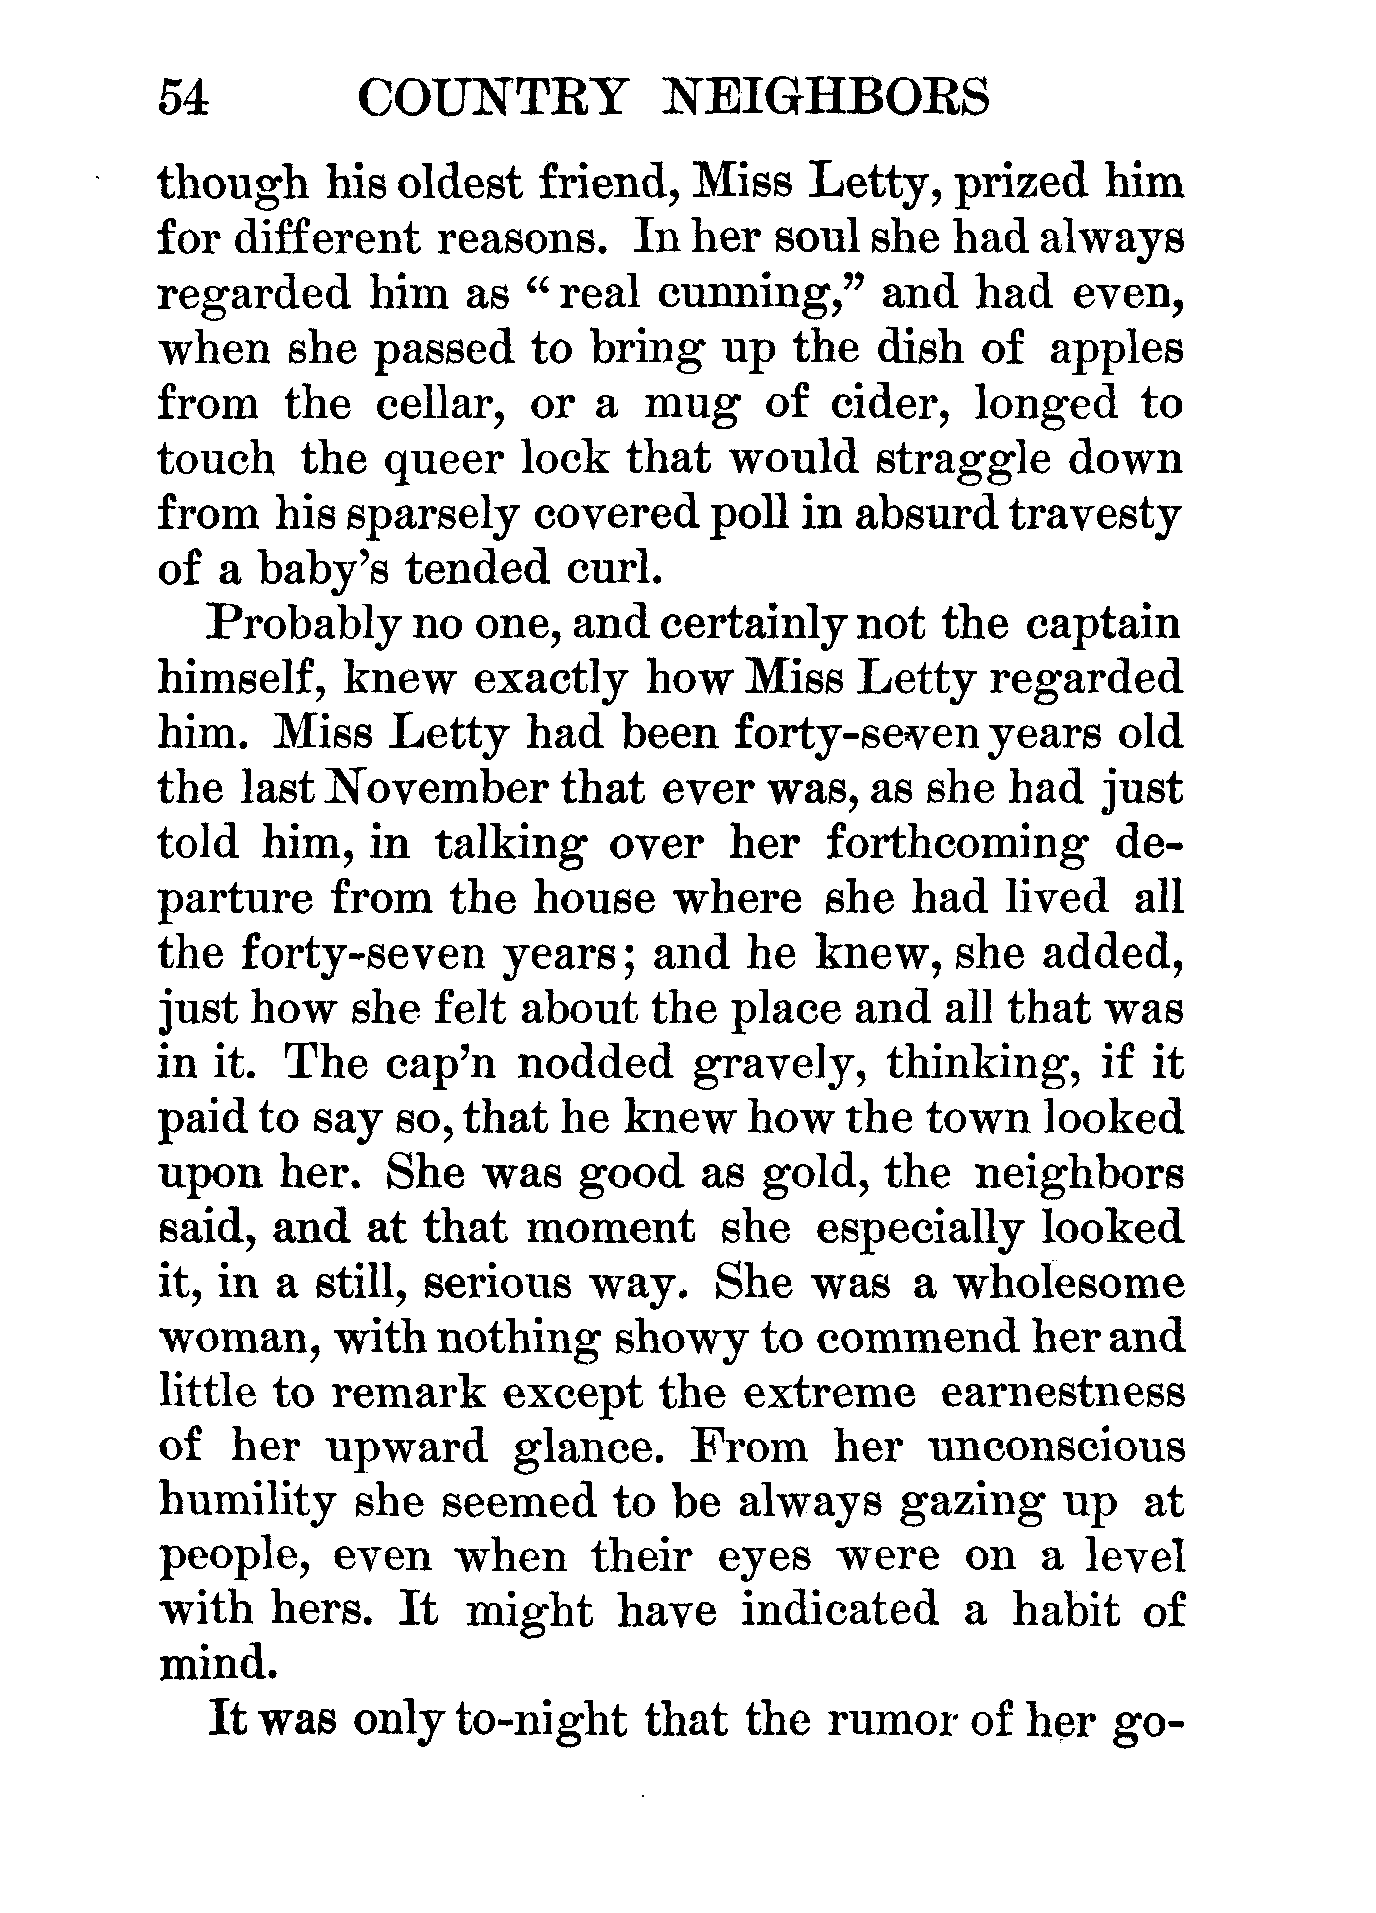 54 COUNTRY NEIGHBORS
though his oldest friend, Miss Letty, prized him
for different reasons. In her soul she had always
regarded him as “ real cunning,” and had even,
when she passed to bring up the dish of apples
from the cellar, or a mug of cider, longed to
touch the queer lock that would straggle down
from his sparsely covered poll in absurd travesty
of a baby’s tended curl.
Probably no one, and certainly not the captain
himself, knew exactly how Miss Letty regarded
him. Miss Letty had been forty-seven years old
the last November that ever was, as she had just
told him, in talking over her forthcoming de-
parture from the house where she had lived all
the forty-seven years; and he knew, she added,
just how she felt about the place and all that was
in it. The cap’n nodded gravely, thinking, if it
paid to say so, that he knew how the town looked
upon her. She was good as gold, the neighbors
said, and at that moment she especially looked
it, in a still, serious way. She was a wholesome
woman, with nothing showy to commend her and
little to remark except the extreme earnestness
of her upward glance. From her unconscious
humility she seemed to be always gazing up at
people, even when their eyes were on a level
with hers. It might have indicated a habit of
mind.
It was only to-night that the rumor of her go-